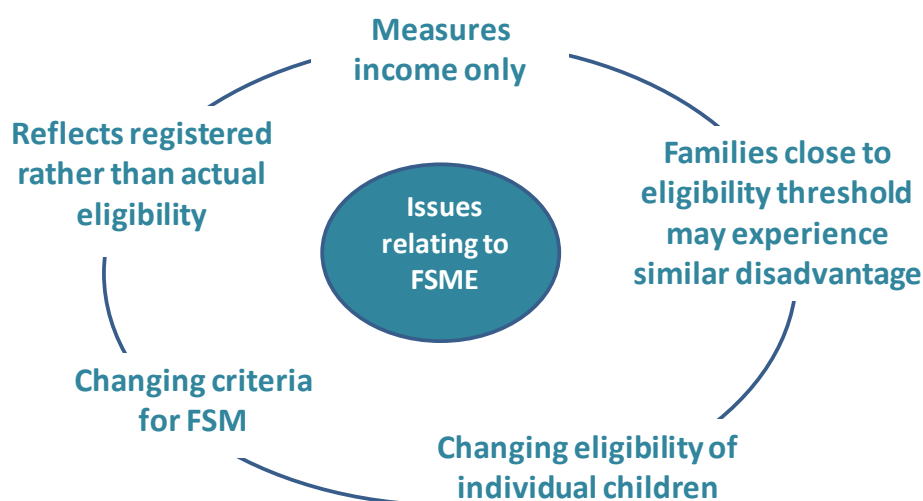 Measures
income only
Families close to
eligibility threshold
may experience
similar disadvantage
Changing eligibility of
individual children
Changing criteria
for FSM
Reflects registered
rather than actual
eligibility
Issues
relating to
FSME